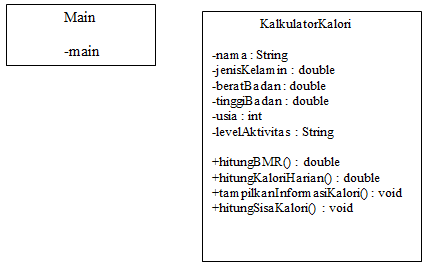 Main
-main
KalkulatorKalori
-nama : String
-jenisKelamin : double
-beratBadan: double
-tinggiBadan : double
-usia : int
-levelAktivitas : String
+hitungBMR() : double
+hitungKaloriHarian() : double
+tampilkanInformasiKalori() : void
+hitungSisaKalori() : void